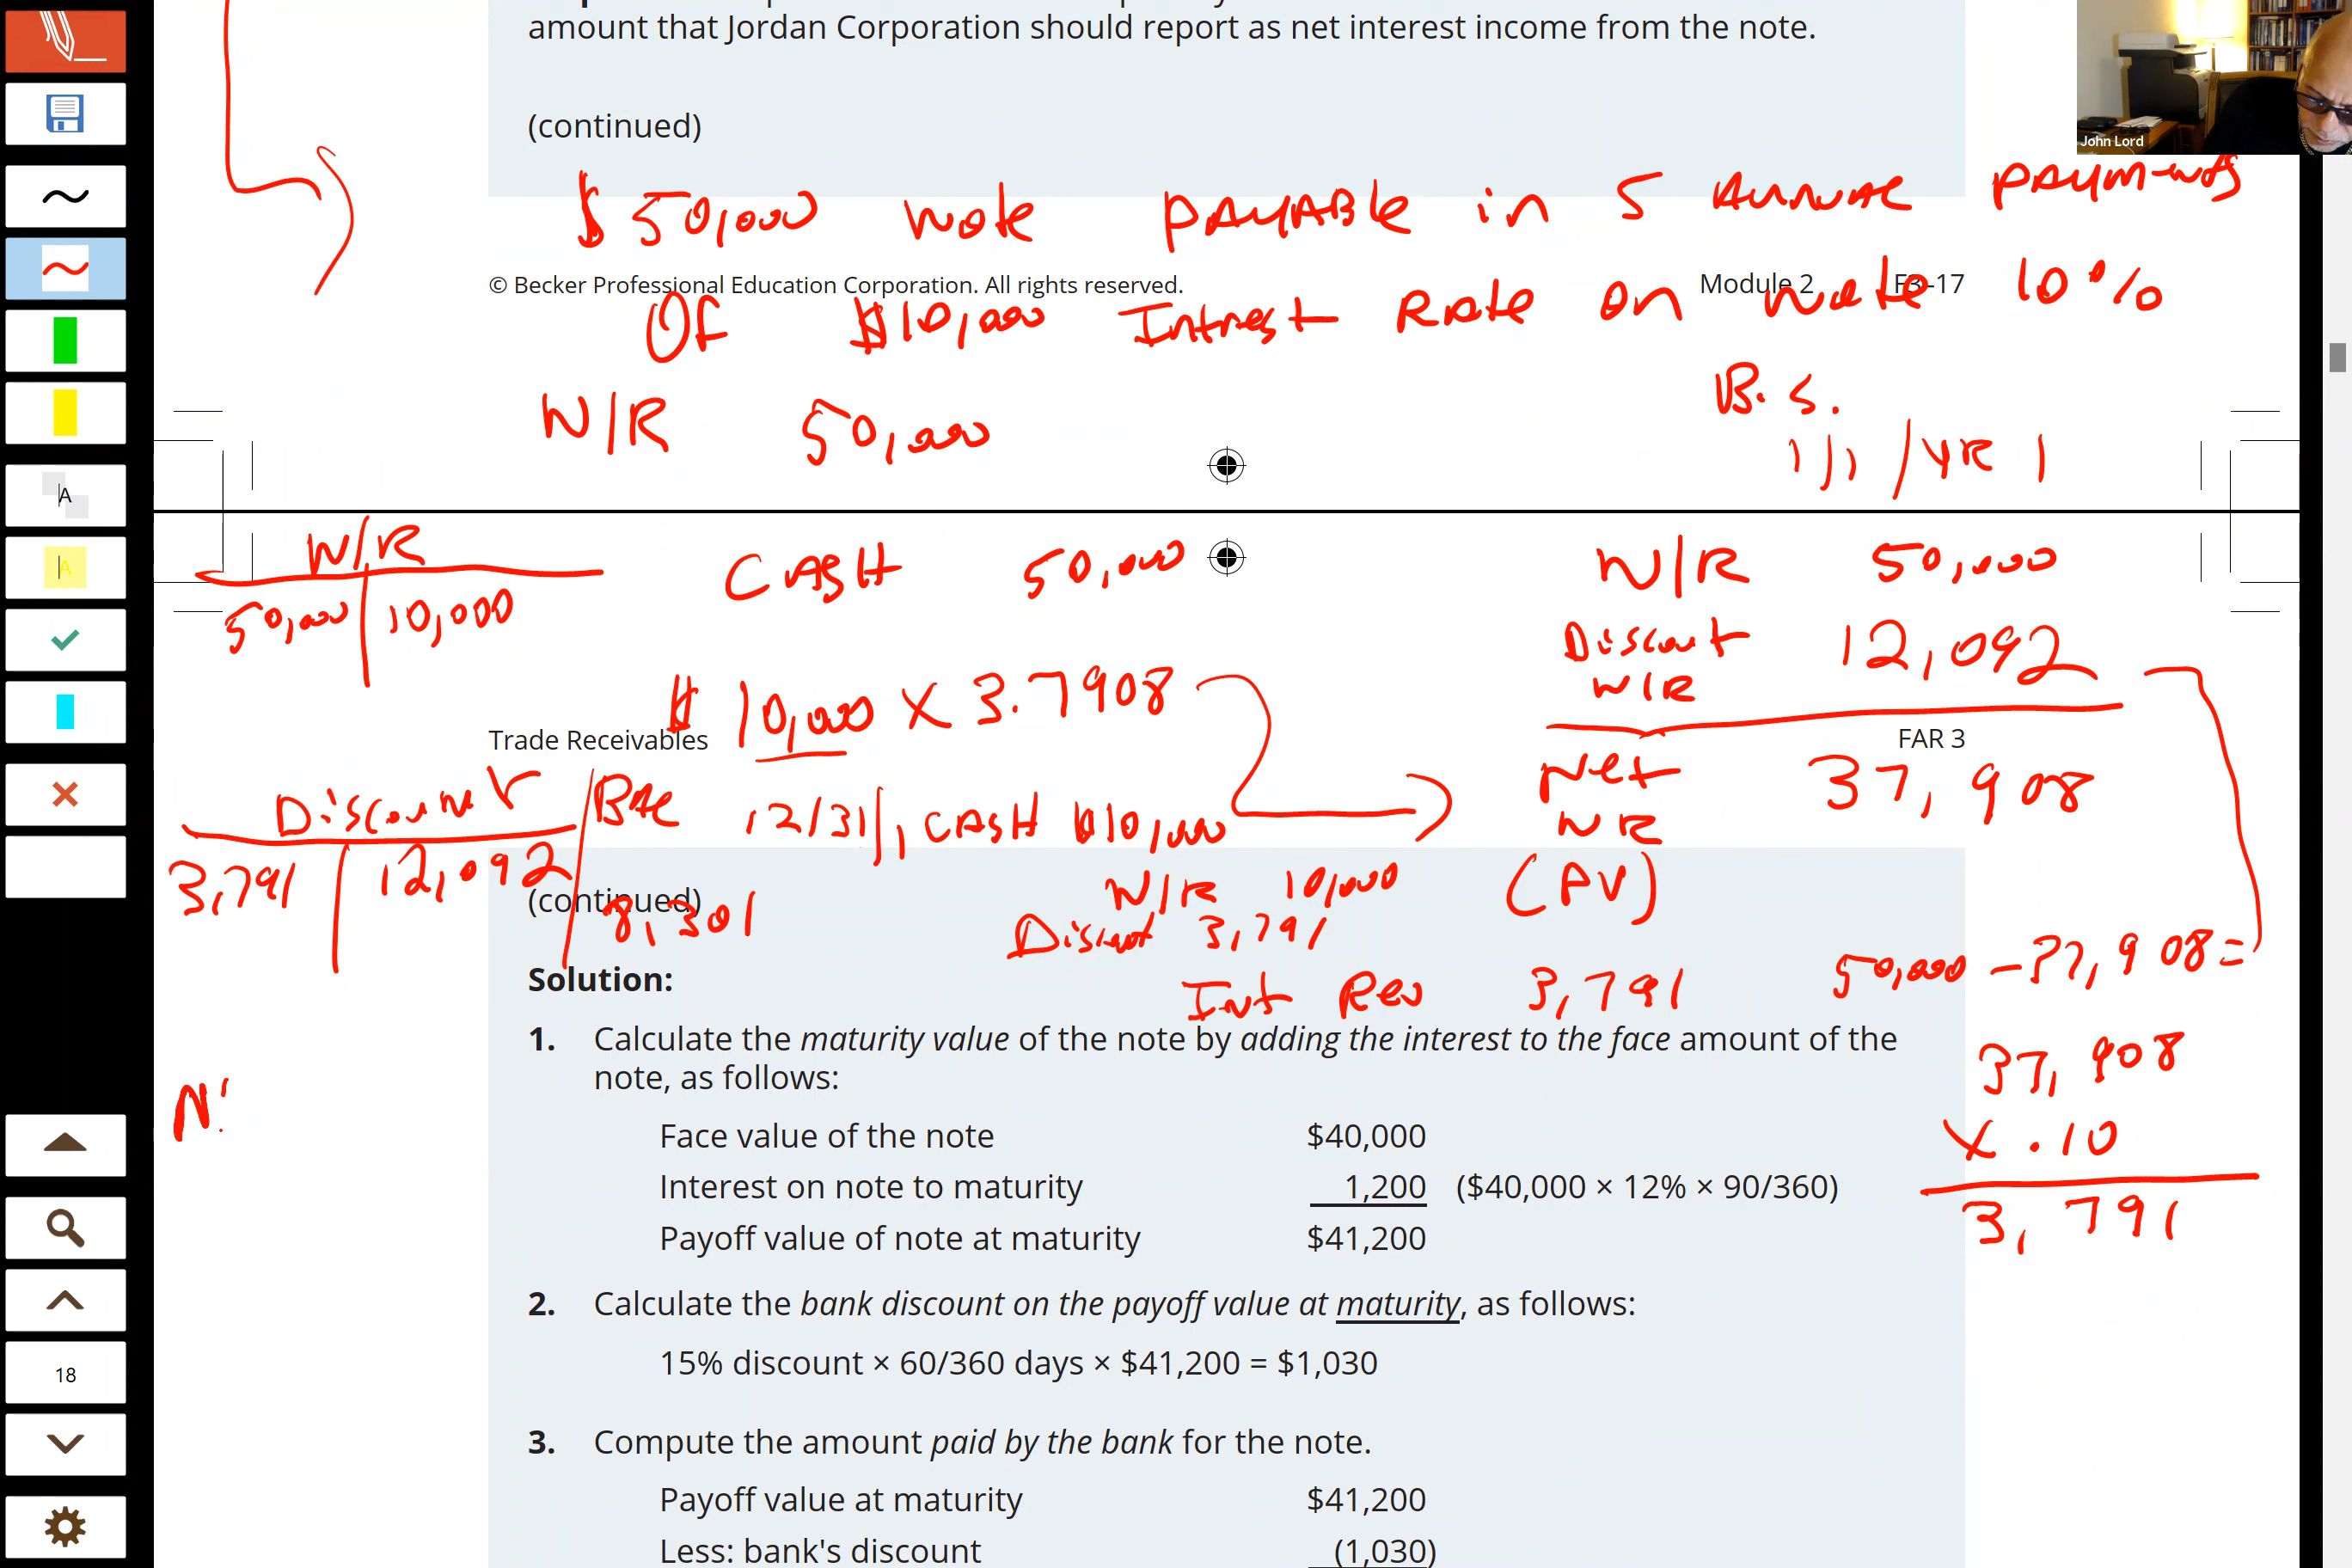 amount that Jordan Corporation should report as net interest income from the note.
John Lord
(continued)
$50,000 note payable in 5 Annual payments
© Becker Professional Education Corporation. All rights reserved. Module 2 F3-17
Of $10,000 Interest Rate on note 10%
N/R 50,000
B.S.
1/1/YR 1
N/R
50,000 10,000
CASH 50,000
N/R 50,000
Discount N/R 12,092
$10,000 X 3.7908
Trade Receivables FAR 3
Net NR 37,908
(PV)
Discount N/R
3,791 12,092
8,301
12/31/1 CASH $10,000
N/R 10,000
Discount 3,791
Int Rev 3,791
50,000 - 37,908 =
37,908
X .10
3,791
(continued)
Solution:
1. Calculate the maturity value of the note by adding the interest to the face amount of the
note, as follows:
Face value of the note $40,000
Interest on note to maturity 1,200 ($40,000 × 12% × 90/360)
Payoff value of note at maturity $41,200
2. Calculate the bank discount on the payoff value at maturity, as follows:
15% discount × 60/360 days × $41,200 = $1,030
3. Compute the amount paid by the bank for the note.
Payoff value at maturity $41,200
Less: bank's discount (1,030)
A
A
18